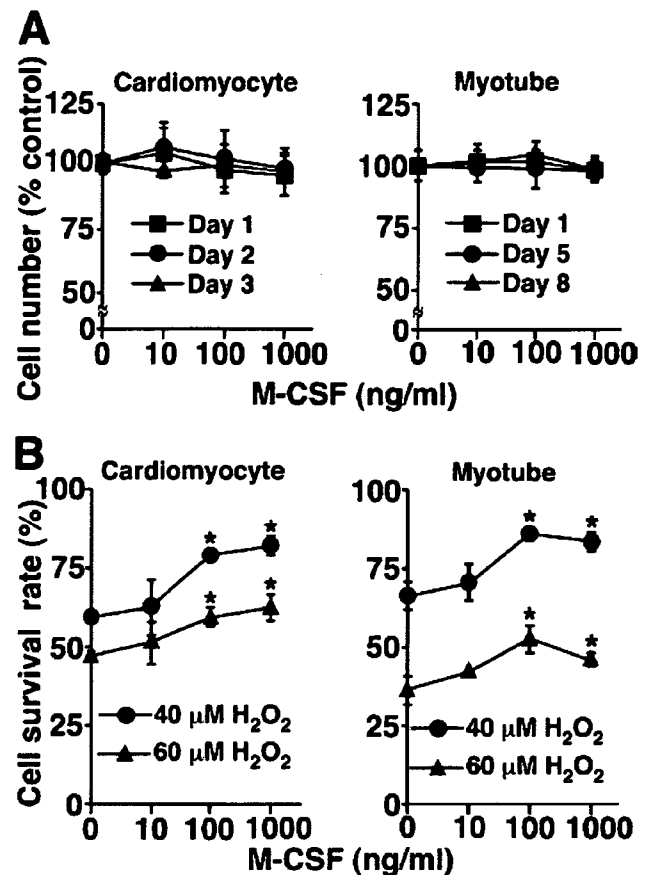 A
Cardiomyocyte
Myotube
Cell number (% control)
125
100
75
50
0
Day 1
Day 2
Day 3
0 10 100 1000
125
100
75
50
0
Day 1
Day 5
Day 8
0 10 100 1000
M-CSF (ng/ml)
B
Cardiomyocyte
Myotube
Cell survival rate (%)
100
75
50
25
0
* *
* *
40 μM H₂O₂
60 μM H₂O₂
0 10 100 1000
100
75
50
25
0
* *
* *
40 μM H₂O₂
60 μM H₂O₂
0 10 100 1000
M-CSF (ng/ml)